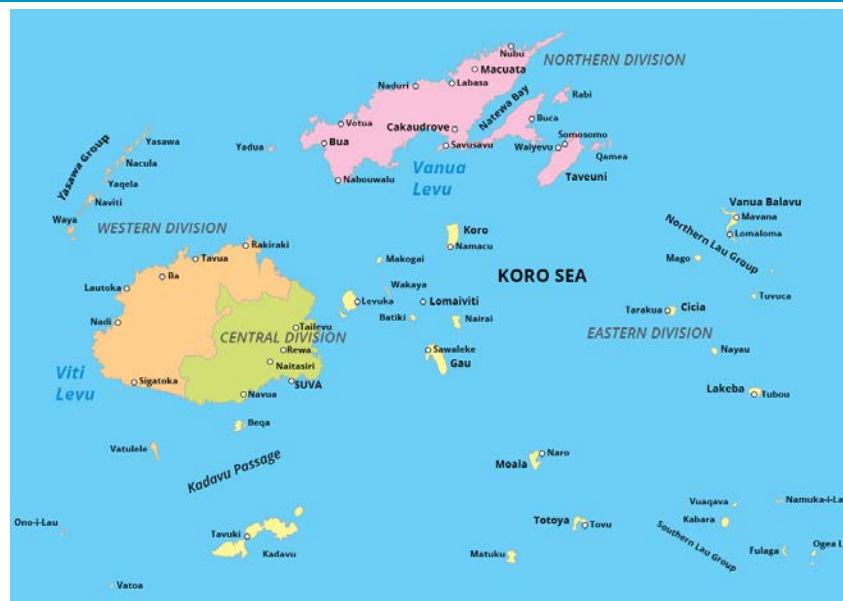 Nubu
NORTHERN DIVISION
Macuata
Naduri
Labasa
Rabi
Natewa Bay
Votua
Cakaudrove
Buca
Yasawa Group
Yasawa
Yadua
Bua
Savusavu
Waiyevu
Somosomo
Qamea
Nacula
Vanua
Levu
Taveuni
Yaqela
Nabouwalu
Naviti
Vanua Balavu
Waya
Mavana
WESTERN DIVISION
Koro
Northern Lau Group
Lomaloma
Rakiraki
Namacu
Tavua
Makogai
Mago
Ba
KORO SEA
Lautoka
Wakaya
Levuka
Lomaiviti
Tuvuca
Batiki
Tarakua
Cicia
Nadi
Nairai
Tailevu
CENTRAL DIVISION
EASTERN DIVISION
Rewa
Sawaleke
Nayau
Viti
Levu
Naitasiri
Gau
Sigatoka
SUVA
Lakeba
Navua
Tubou
Beqa
Vatulele
Kadavu Passage
Naro
Moala
Vuaqava
Namuka-i-La
Ono-i-Lau
Totoya
Tovu
Kabara
Tavuki
Southern Lau Group
Kadavu
Matuku
Fulaga
Ogea L
Vatoa